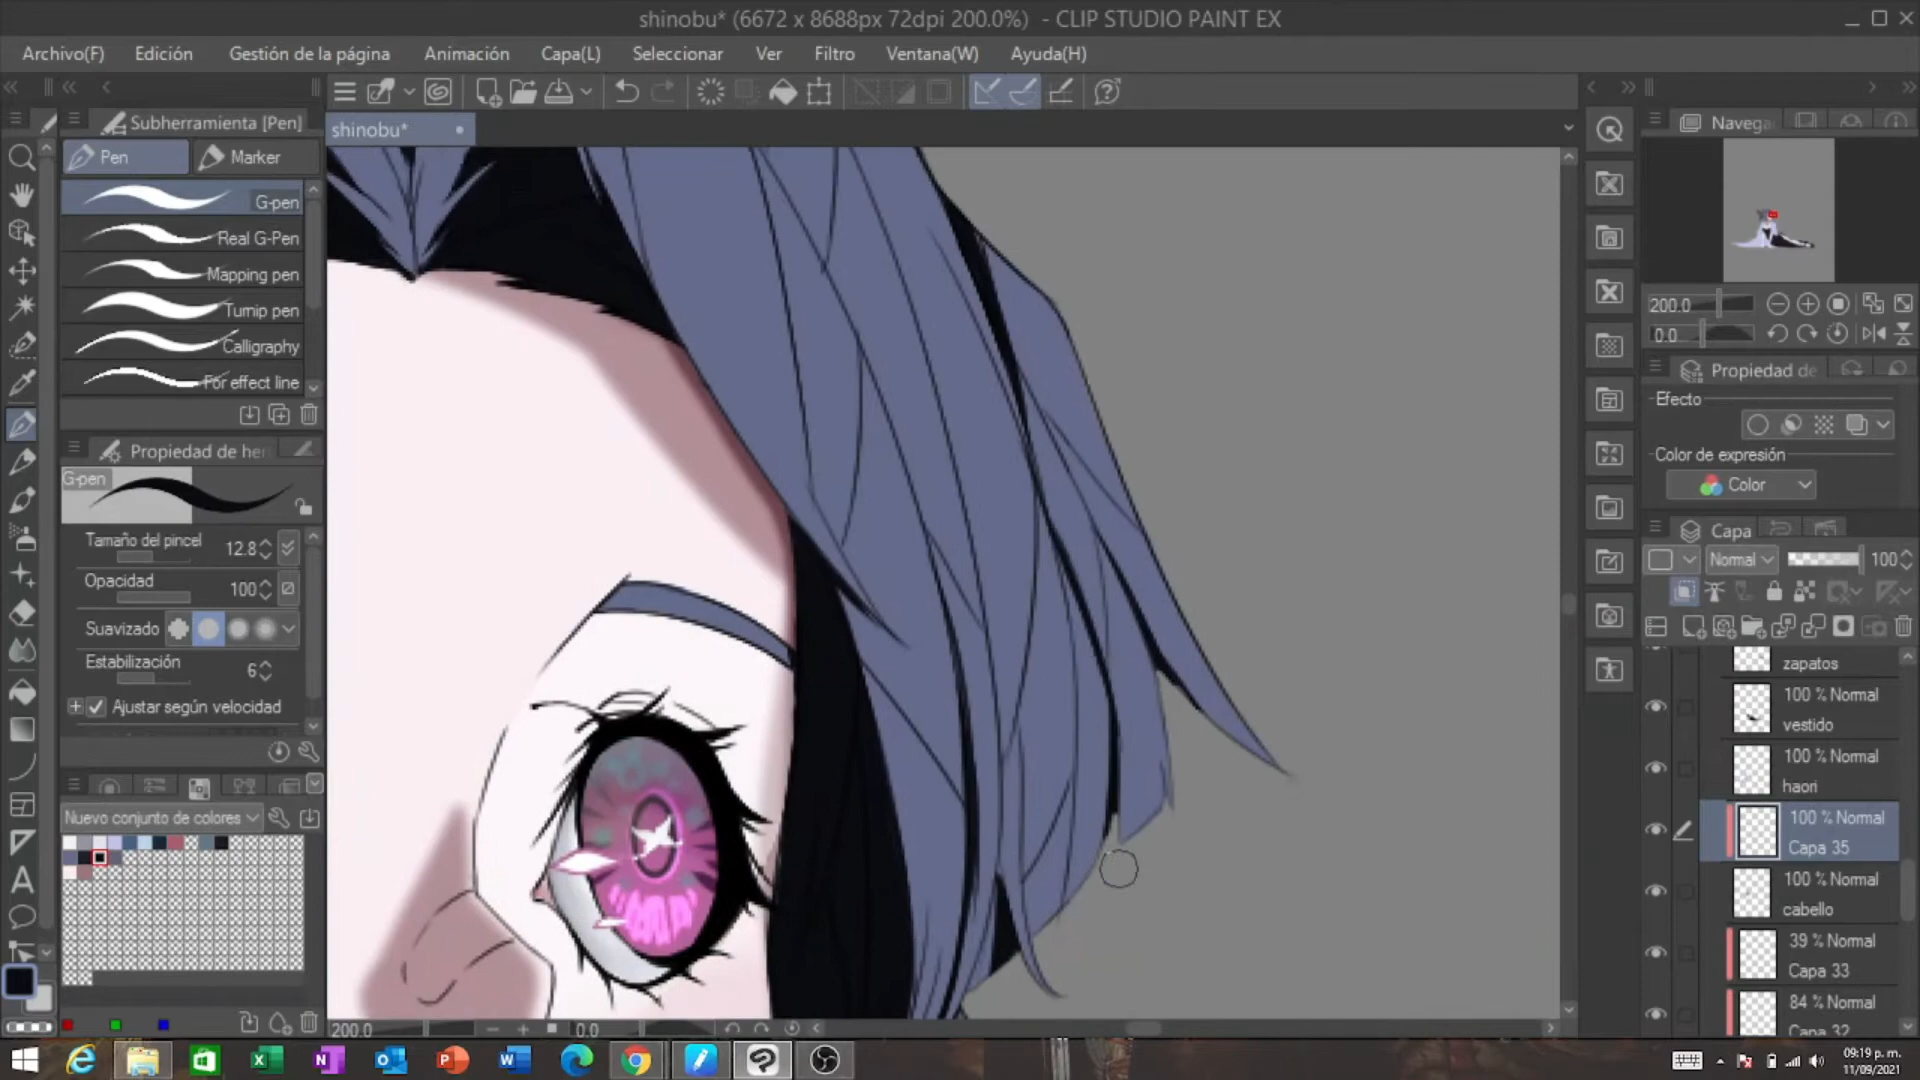 shinobu* (6672 x 8688px 72dpi 200.0%) - CLIP STUDIO PAINT EX
Archivo(F) Edición Gestión de la página Animación Capa(L) Seleccionar Ver Filtro Ventana(W) Ayuda(H)
Subherramienta [Pen]
Pen Marker
G-pen
Real G-Pen
Mapping pen
Turnip pen
Calligraphy
For effect line
Propiedad de her
G-pen
Tamaño del pincel 12.8
Opacidad 100
Suavizado
Estabilización 6
Ajustar según velocidad
Nuevo conjunto de colores
shinobu*
200.0 0.0
Navega
200.0
0.0
Propiedad de
Efecto
Color de expresión
Color
Capa
Normal 100
zapatos
100 % Normal
vestido
100 % Normal
haori
100 % Normal
Capa 35
100 % Normal
cabello
39 % Normal
Capa 33
84 % Normal
Capa 32
09:19 p. m.
11/09/2021